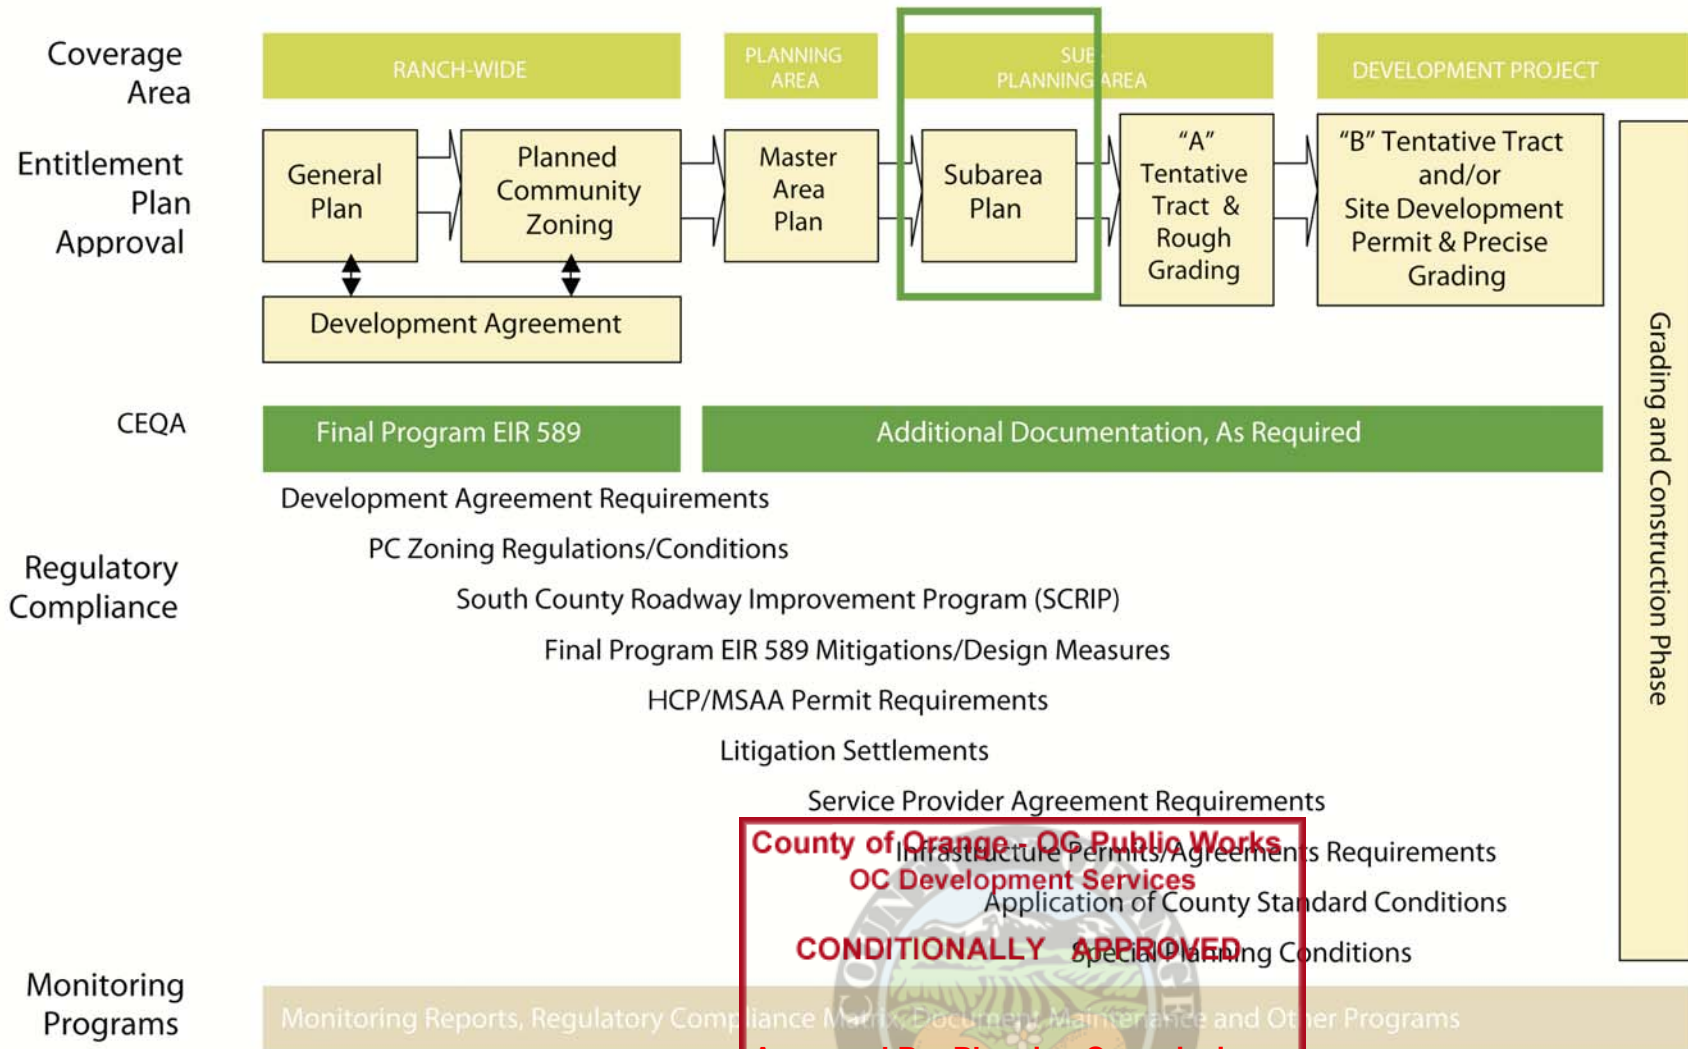 Coverage
Area
RANCH-WIDE
PLANNING
AREA
SUB-
PLANNING AREA
DEVELOPMENT PROJECT
Entitlement
Plan
Approval
General
Plan
Planned
Community
Zoning
Master
Area
Plan
Subarea
Plan
"A"
Tentative
Tract &
Rough
Grading
"B" Tentative Tract
and/or
Site Development
Permit & Precise
Grading
Development Agreement
Grading and Construction Phase
CEQA
Final Program EIR 589
Additional Documentation, As Required
Regulatory
Compliance
Development Agreement Requirements
PC Zoning Regulations/Conditions
South County Roadway Improvement Program (SCRIP)
Final Program EIR 589 Mitigations/Design Measures
HCP/MSAA Permit Requirements
Litigation Settlements
Service Provider Agreement Requirements
Infrastructure Permits/Agreements Requirements
Application of County Standard Conditions
Special Planning Conditions
County of Orange - OC Public Works
OC Development Services
CONDITIONALLY APPROVED
COUNTY OF ORANGE
Monitoring
Programs
Monitoring Reports, Regulatory Compliance Matrix, Document Maintenance and Other Programs